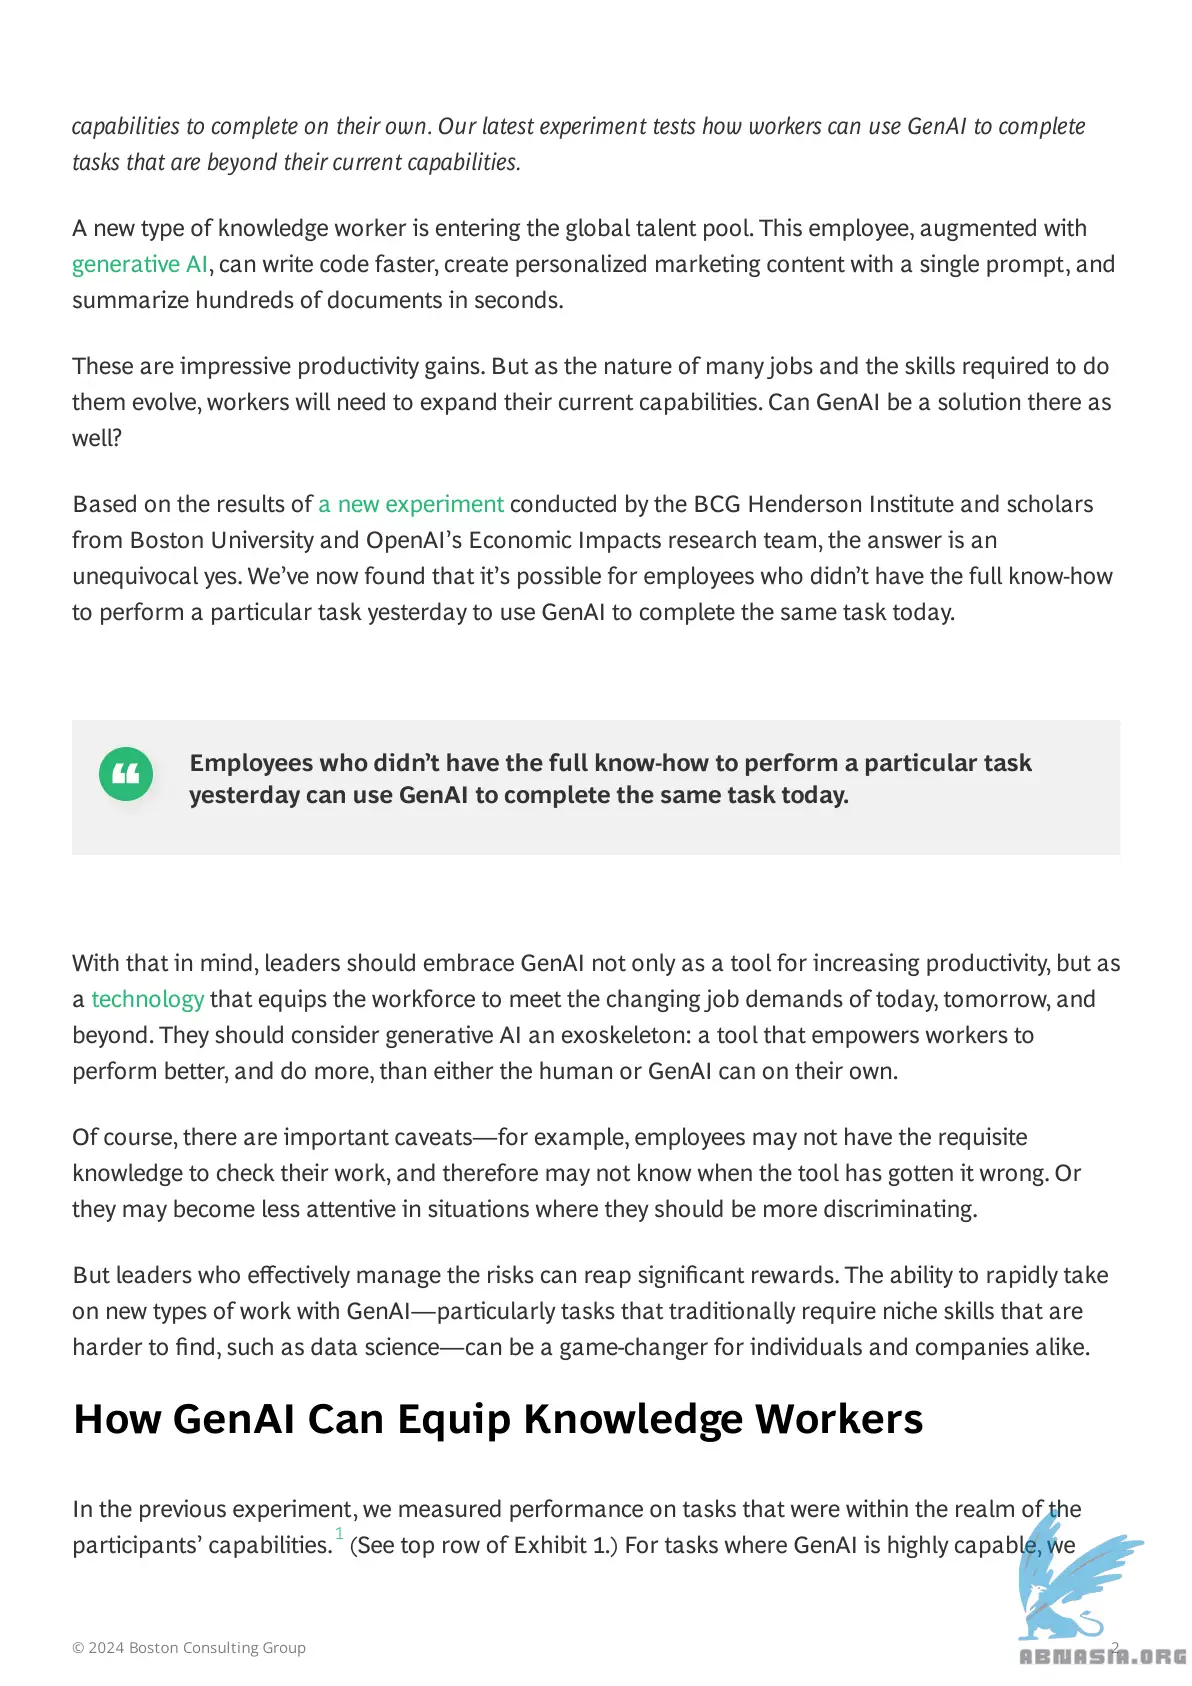 capabilities to complete on their own. Our latest experiment tests how workers can use GenAI to complete
tasks that are beyond their current capabilities.
A new type of knowledge worker is entering the global talent pool. This employee, augmented with
generative AI, can write code faster, create personalized marketing content with a single prompt, and
summarize hundreds of documents in seconds.
These are impressive productivity gains. But as the nature of many jobs and the skills required to do
them evolve, workers will need to expand their current capabilities. Can GenAI be a solution there as
well?
Based on the results of a new experiment conducted by the BCG Henderson Institute and scholars
from Boston University and OpenAI’s Economic Impacts research team, the answer is an
unequivocal yes. We’ve now found that it’s possible for employees who didn’t have the full know-how
to perform a particular task yesterday to use GenAI to complete the same task today.
Employees who didn’t have the full know-how to perform a particular task
yesterday can use GenAI to complete the same task today.
With that in mind, leaders should embrace GenAI not only as a tool for increasing productivity, but as
a technology that equips the workforce to meet the changing job demands of today, tomorrow, and
beyond. They should consider generative AI an exoskeleton: a tool that empowers workers to
perform better, and do more, than either the human or GenAI can on their own.
Of course, there are important caveats—for example, employees may not have the requisite
knowledge to check their work, and therefore may not know when the tool has gotten it wrong. Or
they may become less attentive in situations where they should be more discriminating.
But leaders who effectively manage the risks can reap significant rewards. The ability to rapidly take
on new types of work with GenAI—particularly tasks that traditionally require niche skills that are
harder to find, such as data science—can be a game-changer for individuals and companies alike.
How GenAI Can Equip Knowledge Workers
In the previous experiment, we measured performance on tasks that were within the realm of the
participants’ capabilities. 1 (See top row of Exhibit 1.) For tasks where GenAI is highly capable, we
© 2024 Boston Consulting Group 2
ABNASIA.ORG